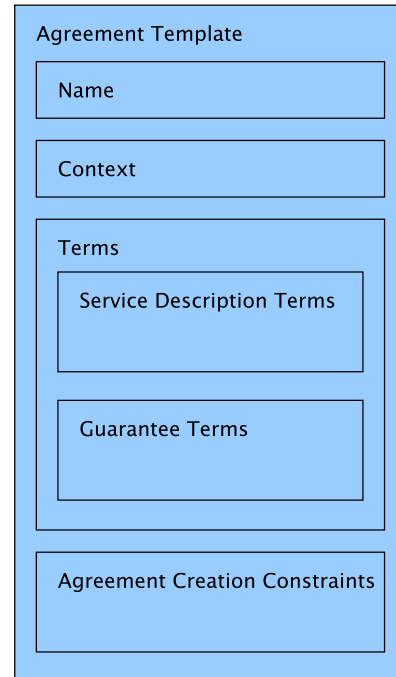 Agreement Template
Name
Context
Terms
Service Description Terms
Guarantee Terms
Agreement Creation Constraints